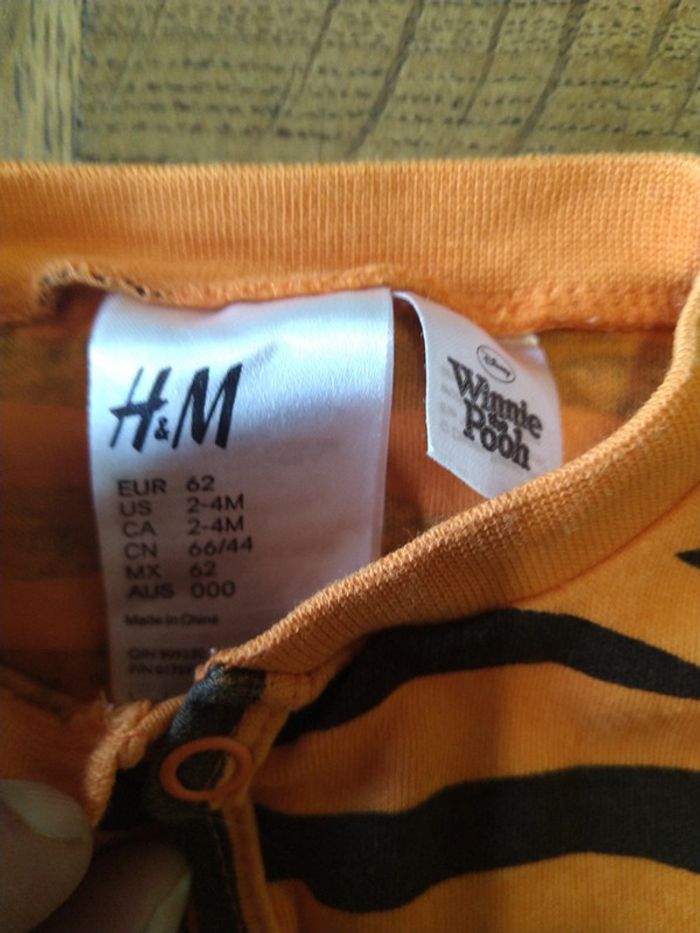 H&M
EUR 62
US 2-4M
CA 2-4M
CN 66/44
MX 62
AUS 000
Made in China
Disney
Winnie
the
Pooh